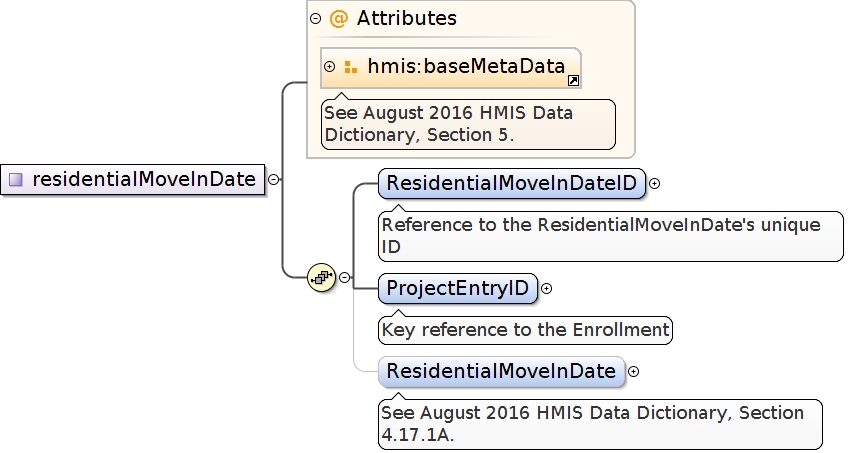 Attributes
hmis:baseMetaData
See August 2016 HMIS Data
Dictionary, Section 5.
residentialMoveInDate
ResidentialMoveInDateID
Reference to the ResidentialMoveInDate's unique
ID
ProjectEntryID
Key reference to the Enrollment
ResidentialMoveInDate
See August 2016 HMIS Data Dictionary, Section
4.17.1A.